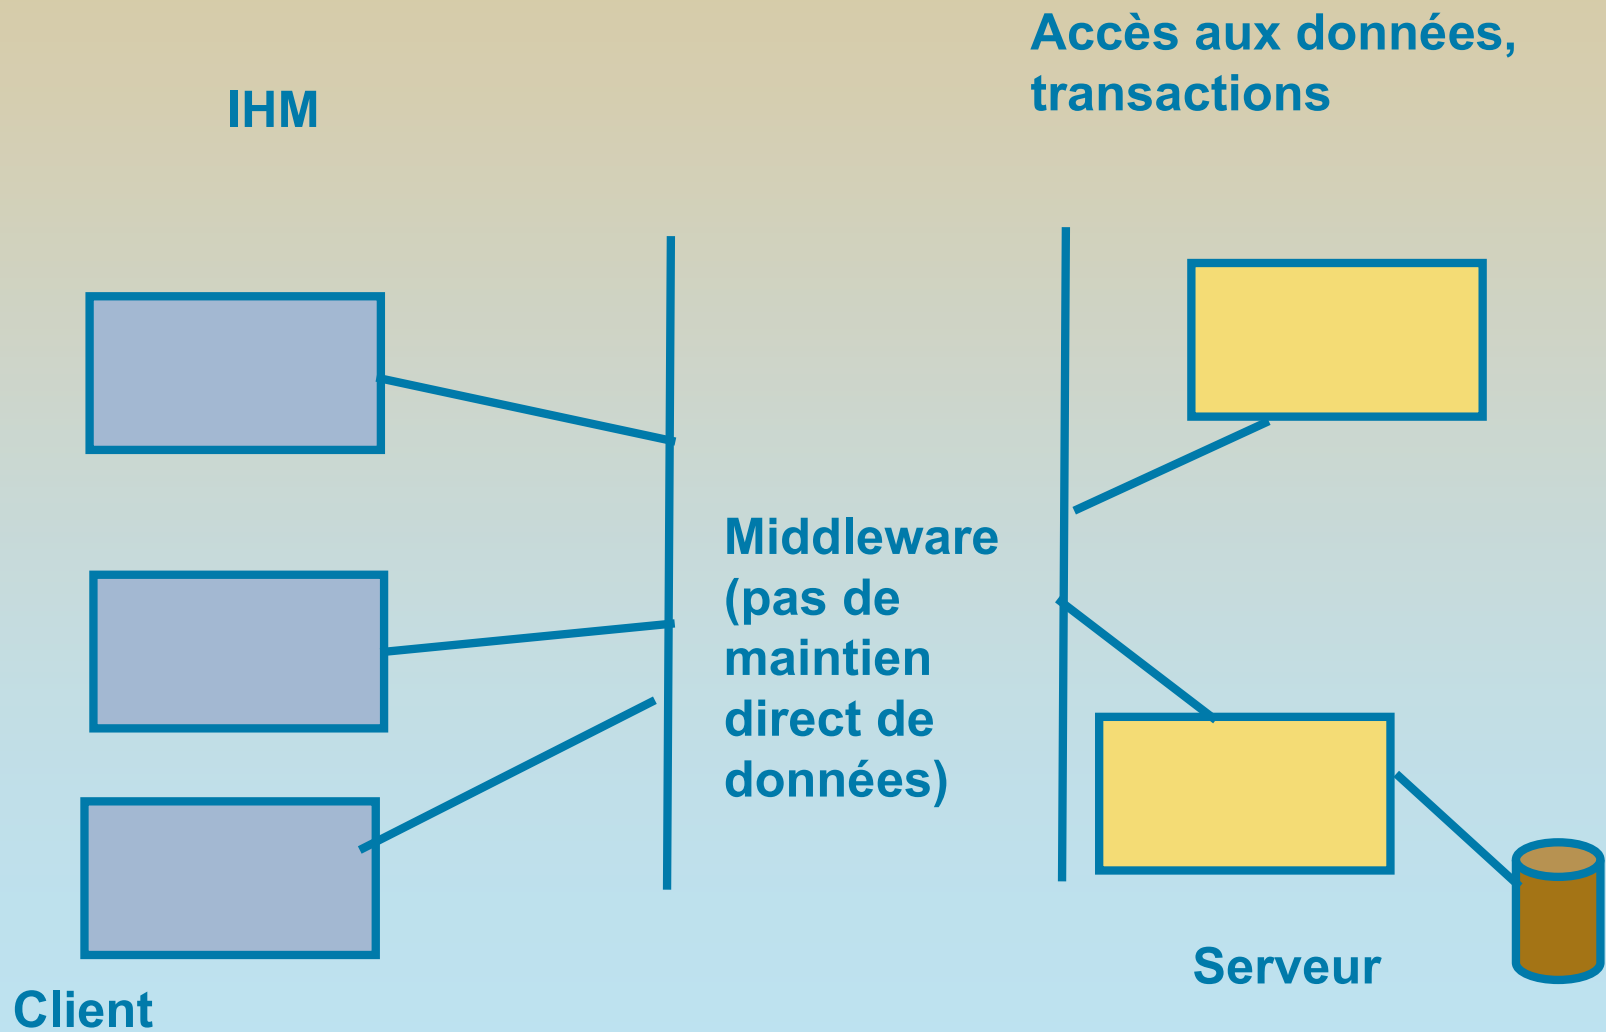 Accès aux données,
transactions
IHM
Middleware
(pas de
maintien
direct de
données)
Serveur
Client